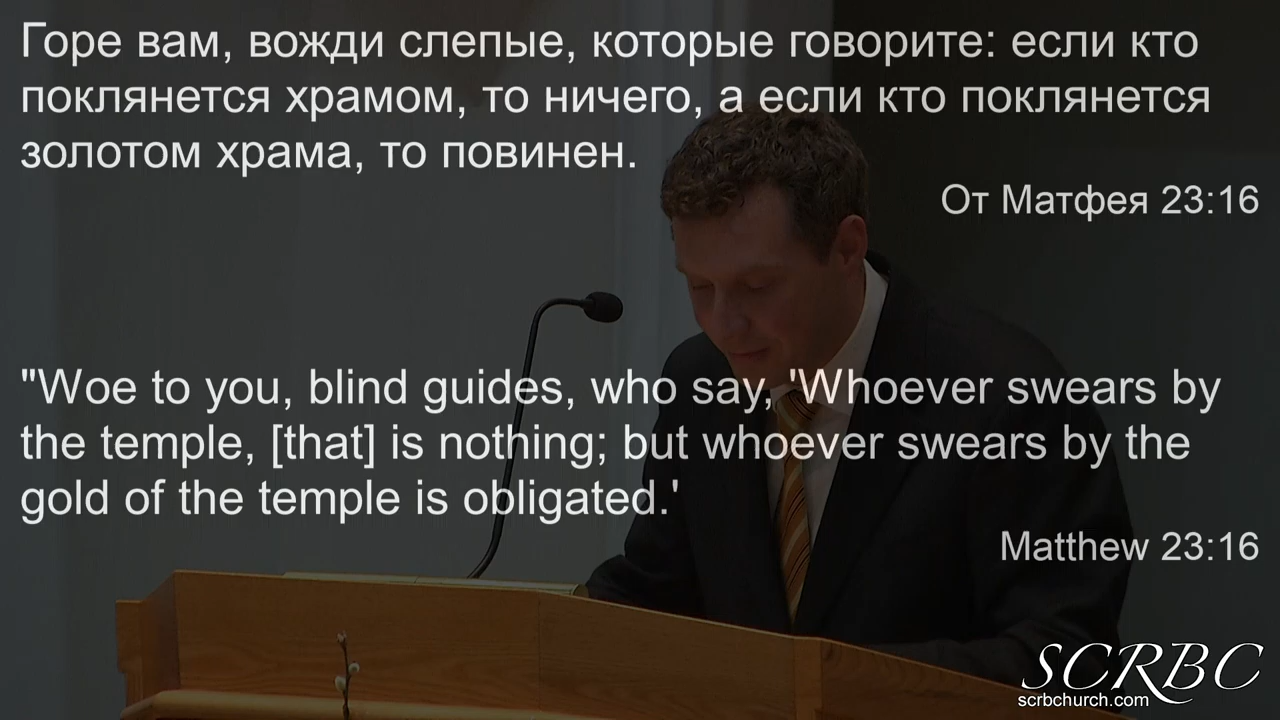 Горе вам, вожди слепые, которые говорите: если кто
поклянется храмом, то ничего, а если кто поклянется
золотом храма, то повинен.
От Матфея 23:16
"Woe to you, blind guides, who say, 'Whoever swears by
the temple, [that] is nothing; but whoever swears by the
gold of the temple is obligated.'
Matthew 23:16
SCRBC
scrbchurch.com